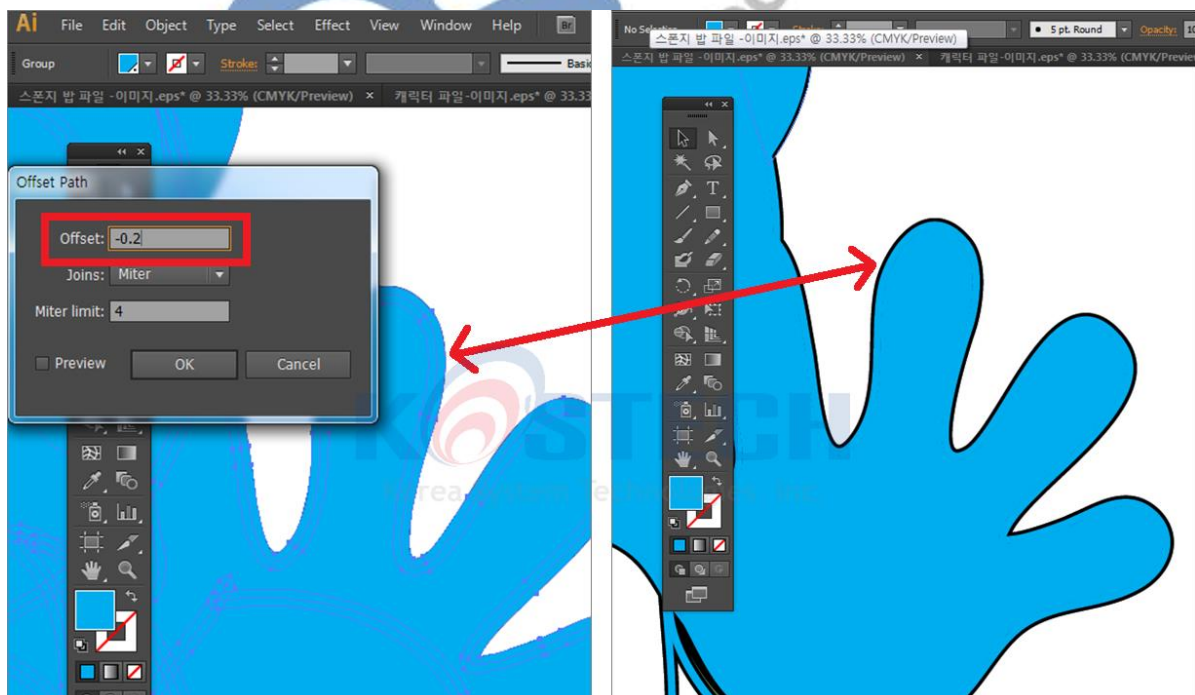 Ai File Edit Object Type Select Effect View Window Help Br
Group Stroke: Basic
스폰지 밥 파일 -이미지.eps* @ 33.33% (CMYK/Preview) × 캐릭터 파일-이미지.eps* @ 33.33
Offset Path
Offset: -0.2
Joins: Miter
Miter limit: 4
Preview OK Cancel
No Selection Stroke: 5 pt. Round Opacity: 10
스폰지 밥 파일 -이미지.eps* @ 33.33% (CMYK/Preview)
스폰지 밥 파일 -이미지.eps* @ 33.33% (CMYK/Preview) × 캐릭터 파일-이미지.eps* @ 33.33% (CMYK/Preview
T
KOSTECH